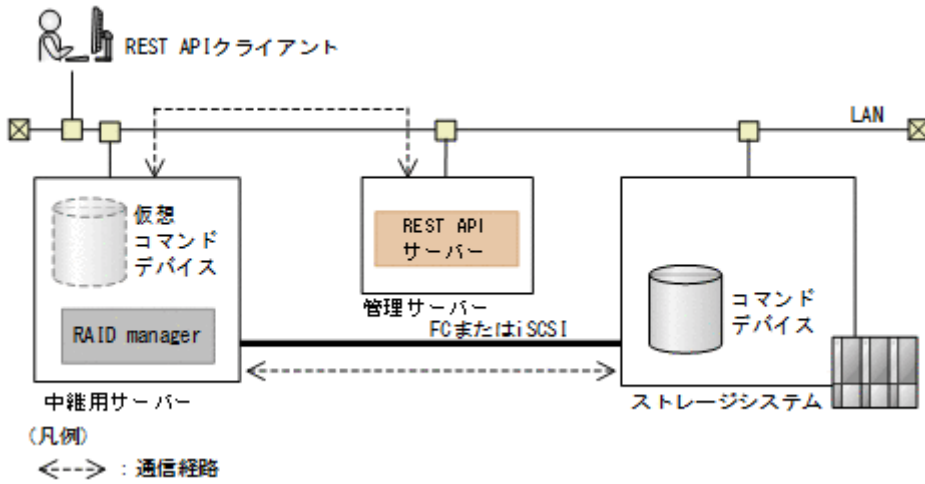 REST APIクライアント
LAN
仮想
コマンド
デバイス
RAID manager
中継用サーバー
REST API
サーバー
管理サーバー
FCまたはiSCSI
コマンド
デバイス
ストレージシステム
(凡例)
：通信経路